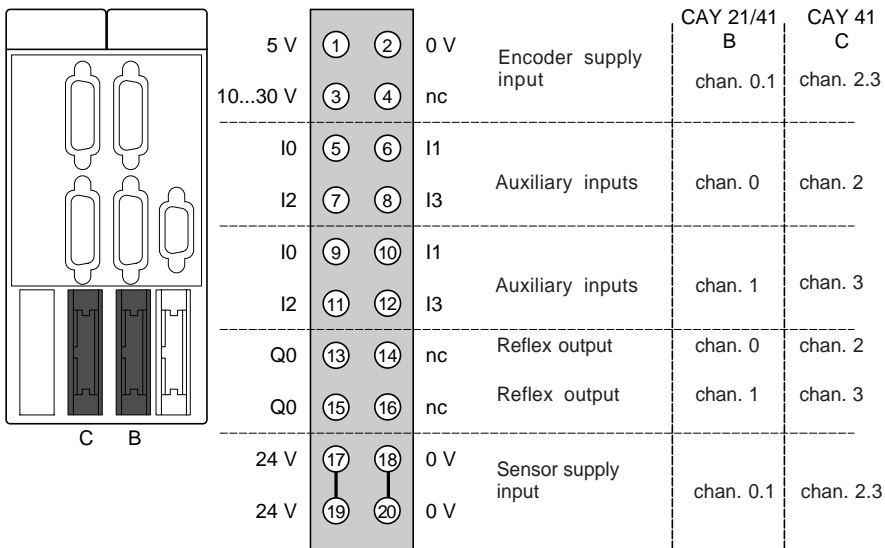 CAY 21/41 CAY 41
B C
5 V 1 2 0 V Encoder supply
input chan. 0.1 chan. 2.3
10...30 V 3 4 nc
I0 5 6 I1
Auxiliary inputs chan. 0 chan. 2
I2 7 8 I3
I0 9 10 I1
Auxiliary inputs chan. 1 chan. 3
I2 11 12 I3
Q0 13 14 nc Reflex output chan. 0 chan. 2
Q0 15 16 nc Reflex output chan. 1 chan. 3
C B
24 V 17 18 0 V Sensor supply
input chan. 0.1 chan. 2.3
24 V 19 20 0 V